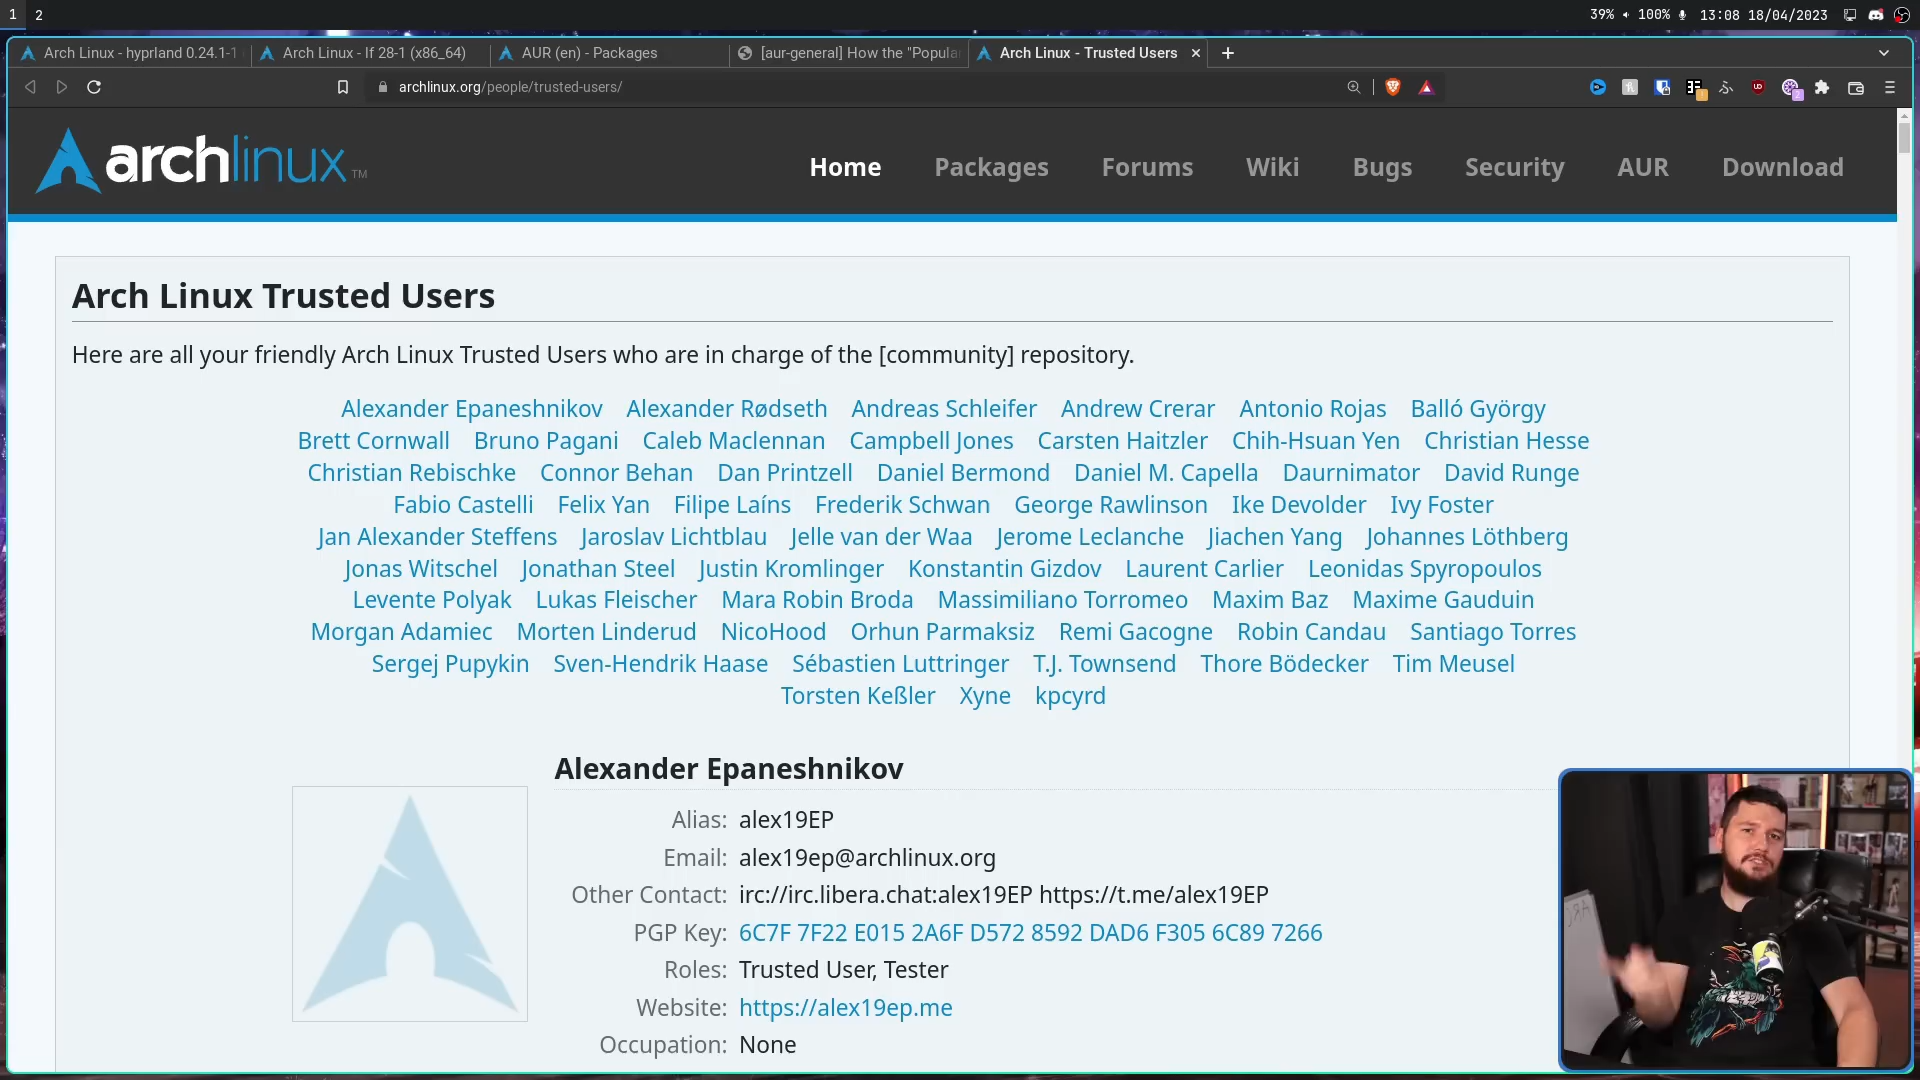 1 2 39% 100% 13:08 18/04/2023
Arch Linux - hyprland 0.24.1-1 Arch Linux - lf 28-1 (x86_64) AUR (en) - Packages [aur-general] How the "Popula Arch Linux - Trusted Users
archlinux.org/people/trusted-users/
archlinux TM Home Packages Forums Wiki Bugs Security AUR Download
Arch Linux Trusted Users
Here are all your friendly Arch Linux Trusted Users who are in charge of the [community] repository.
Alexander Epaneshnikov Alexander Rødseth Andreas Schleifer Andrew Crerar Antonio Rojas Balló György
Brett Cornwall Bruno Pagani Caleb Maclennan Campbell Jones Carsten Haitzler Chih-Hsuan Yen Christian Hesse
Christian Rebischke Connor Behan Dan Printzell Daniel Bermond Daniel M. Capella Daurnimator David Runge
Fabio Castelli Felix Yan Filipe Laíns Frederik Schwan George Rawlinson Ike Devolder Ivy Foster
Jan Alexander Steffens Jaroslav Lichtblau Jelle van der Waa Jerome Leclanche Jiachen Yang Johannes Löthberg
Jonas Witschel Jonathan Steel Justin Kromlinger Konstantin Gizdov Laurent Carlier Leonidas Spyropoulos
Levente Polyak Lukas Fleischer Mara Robin Broda Massimiliano Torromeo Maxim Baz Maxime Gauduin
Morgan Adamiec Morten Linderud NicoHood Orhun Parmaksiz Remi Gacogne Robin Candau Santiago Torres
Sergej Pupykin Sven-Hendrik Haase Sébastien Luttringer T.J. Townsend Thore Bödecker Tim Meusel
Torsten Keßler Xyne kpcyrd
Alexander Epaneshnikov
Alias: alex19EP
Email: alex19ep@archlinux.org
Other Contact: irc://irc.libera.chat:alex19EP https://t.me/alex19EP
PGP Key: 6C7F 7F22 E015 2A6F D572 8592 DAD6 F305 6C89 7266
Roles: Trusted User, Tester
Website: https://alex19ep.me
Occupation: None